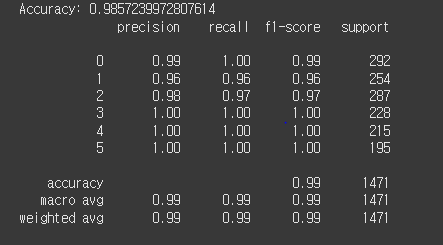 Accuracy: 0.9857239972807614
precision recall f1-score support
0 0.99 1.00 0.99 292
1 0.96 0.96 0.96 254
2 0.98 0.97 0.97 287
3 1.00 1.00 1.00 228
4 1.00 1.00 1.00 215
5 1.00 1.00 1.00 195
accuracy 0.99 1471
macro avg 0.99 0.99 0.99 1471
weighted avg 0.99 0.99 0.99 1471